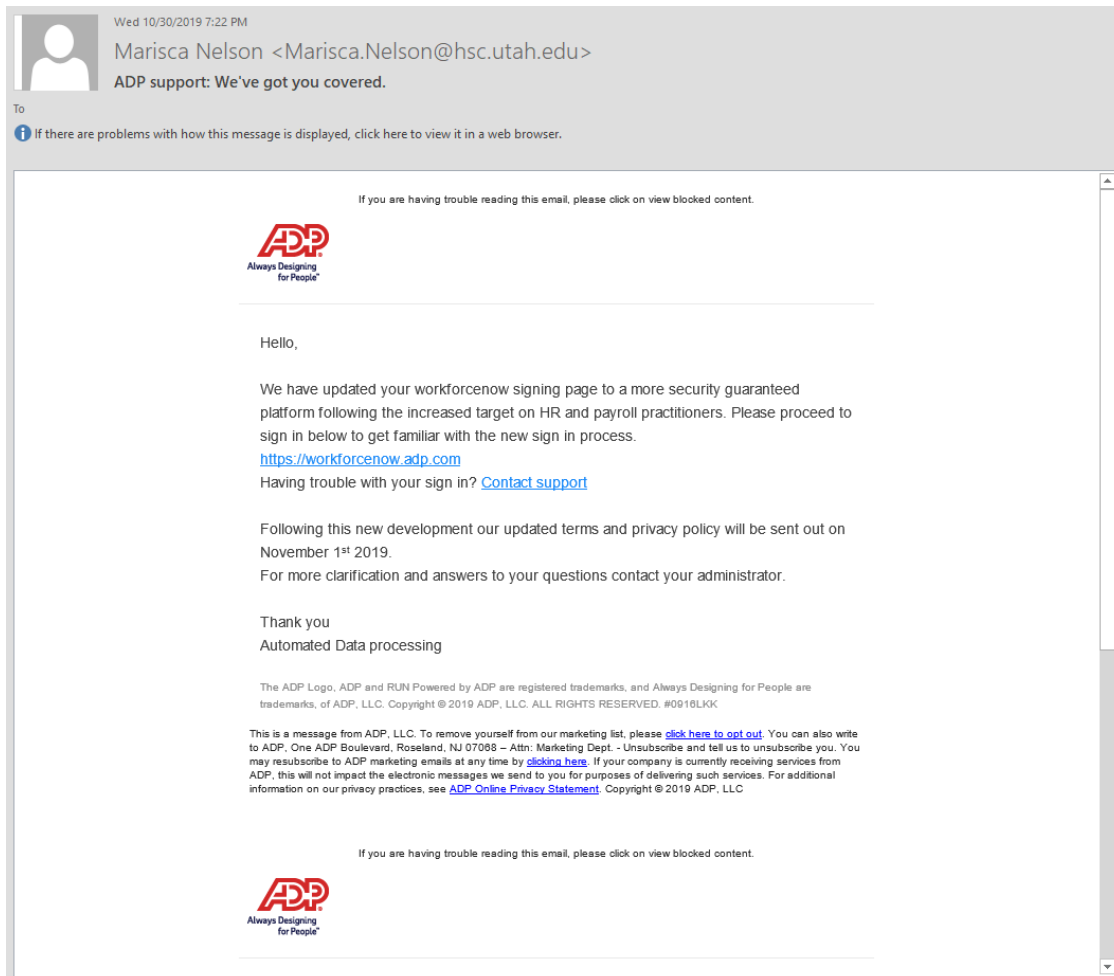 Wed 10/30/2019 7:22 PM
Marisca Nelson <Marisca.Nelson@hsc.utah.edu>
ADP support: We've got you covered.
To
If there are problems with how this message is displayed, click here to view it in a web browser.
If you are having trouble reading this email, please click on view blocked content.
ADP
Always Designing
for People™
Hello,
We have updated your workforcenow signing page to a more security guaranteed
platform following the increased target on HR and payroll practitioners. Please proceed to
sign in below to get familiar with the new sign in process.
https://workforcenow.adp.com
Having trouble with your sign in? Contact support
Following this new development our updated terms and privacy policy will be sent out on
November 1st 2019.
For more clarification and answers to your questions contact your administrator.
Thank you
Automated Data processing
The ADP Logo, ADP and RUN Powered by ADP are registered trademarks, and Always Designing for People are
trademarks, of ADP, LLC. Copyright © 2019 ADP, LLC. ALL RIGHTS RESERVED. #0916LKK
This is a message from ADP, LLC. To remove yourself from our marketing list, please click here to opt out. You can also write
to ADP, One ADP Boulevard, Roseland, NJ 07068 – Attn: Marketing Dept. - Unsubscribe and tell us to unsubscribe you. You
may resubscribe to ADP marketing emails at any time by clicking here. If your company is currently receiving services from
ADP, this will not impact the electronic messages we send to you for purposes of delivering such services. For additional
information on our privacy practices, see ADP Online Privacy Statement. Copyright © 2019 ADP, LLC
If you are having trouble reading this email, please click on view blocked content.
ADP
Always Designing
for People™